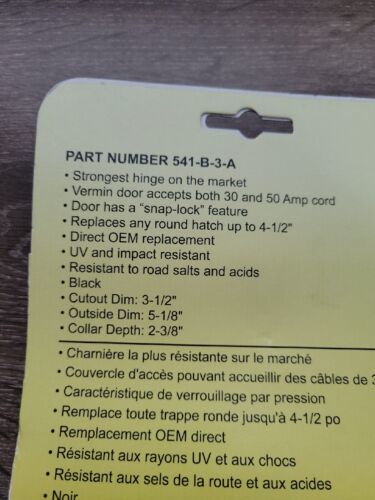 PART NUMBER 541-B-3-A
• Strongest hinge on the market
• Vermin door accepts both 30 and 50 Amp cord
• Door has a "snap-lock" feature
• Replaces any round hatch up to 4-1/2"
• Direct OEM replacement
• UV and impact resistant
• Resistant to road salts and acids
• Black
• Cutout Dim: 3-1/2"
• Outside Dim: 5-1/8"
• Collar Depth: 2-3/8"
• Charnière la plus résistante sur le marché
• Couvercle d'accès pouvant accueillir des câbles de
• Caractéristique de verrouillage par pression
• Remplace toute trappe ronde jusqu'à 4-1/2 po
• Remplacement OEM direct
• Résistant aux rayons UV et aux chocs
• Résistant aux sels de la route et aux acides
• Noir